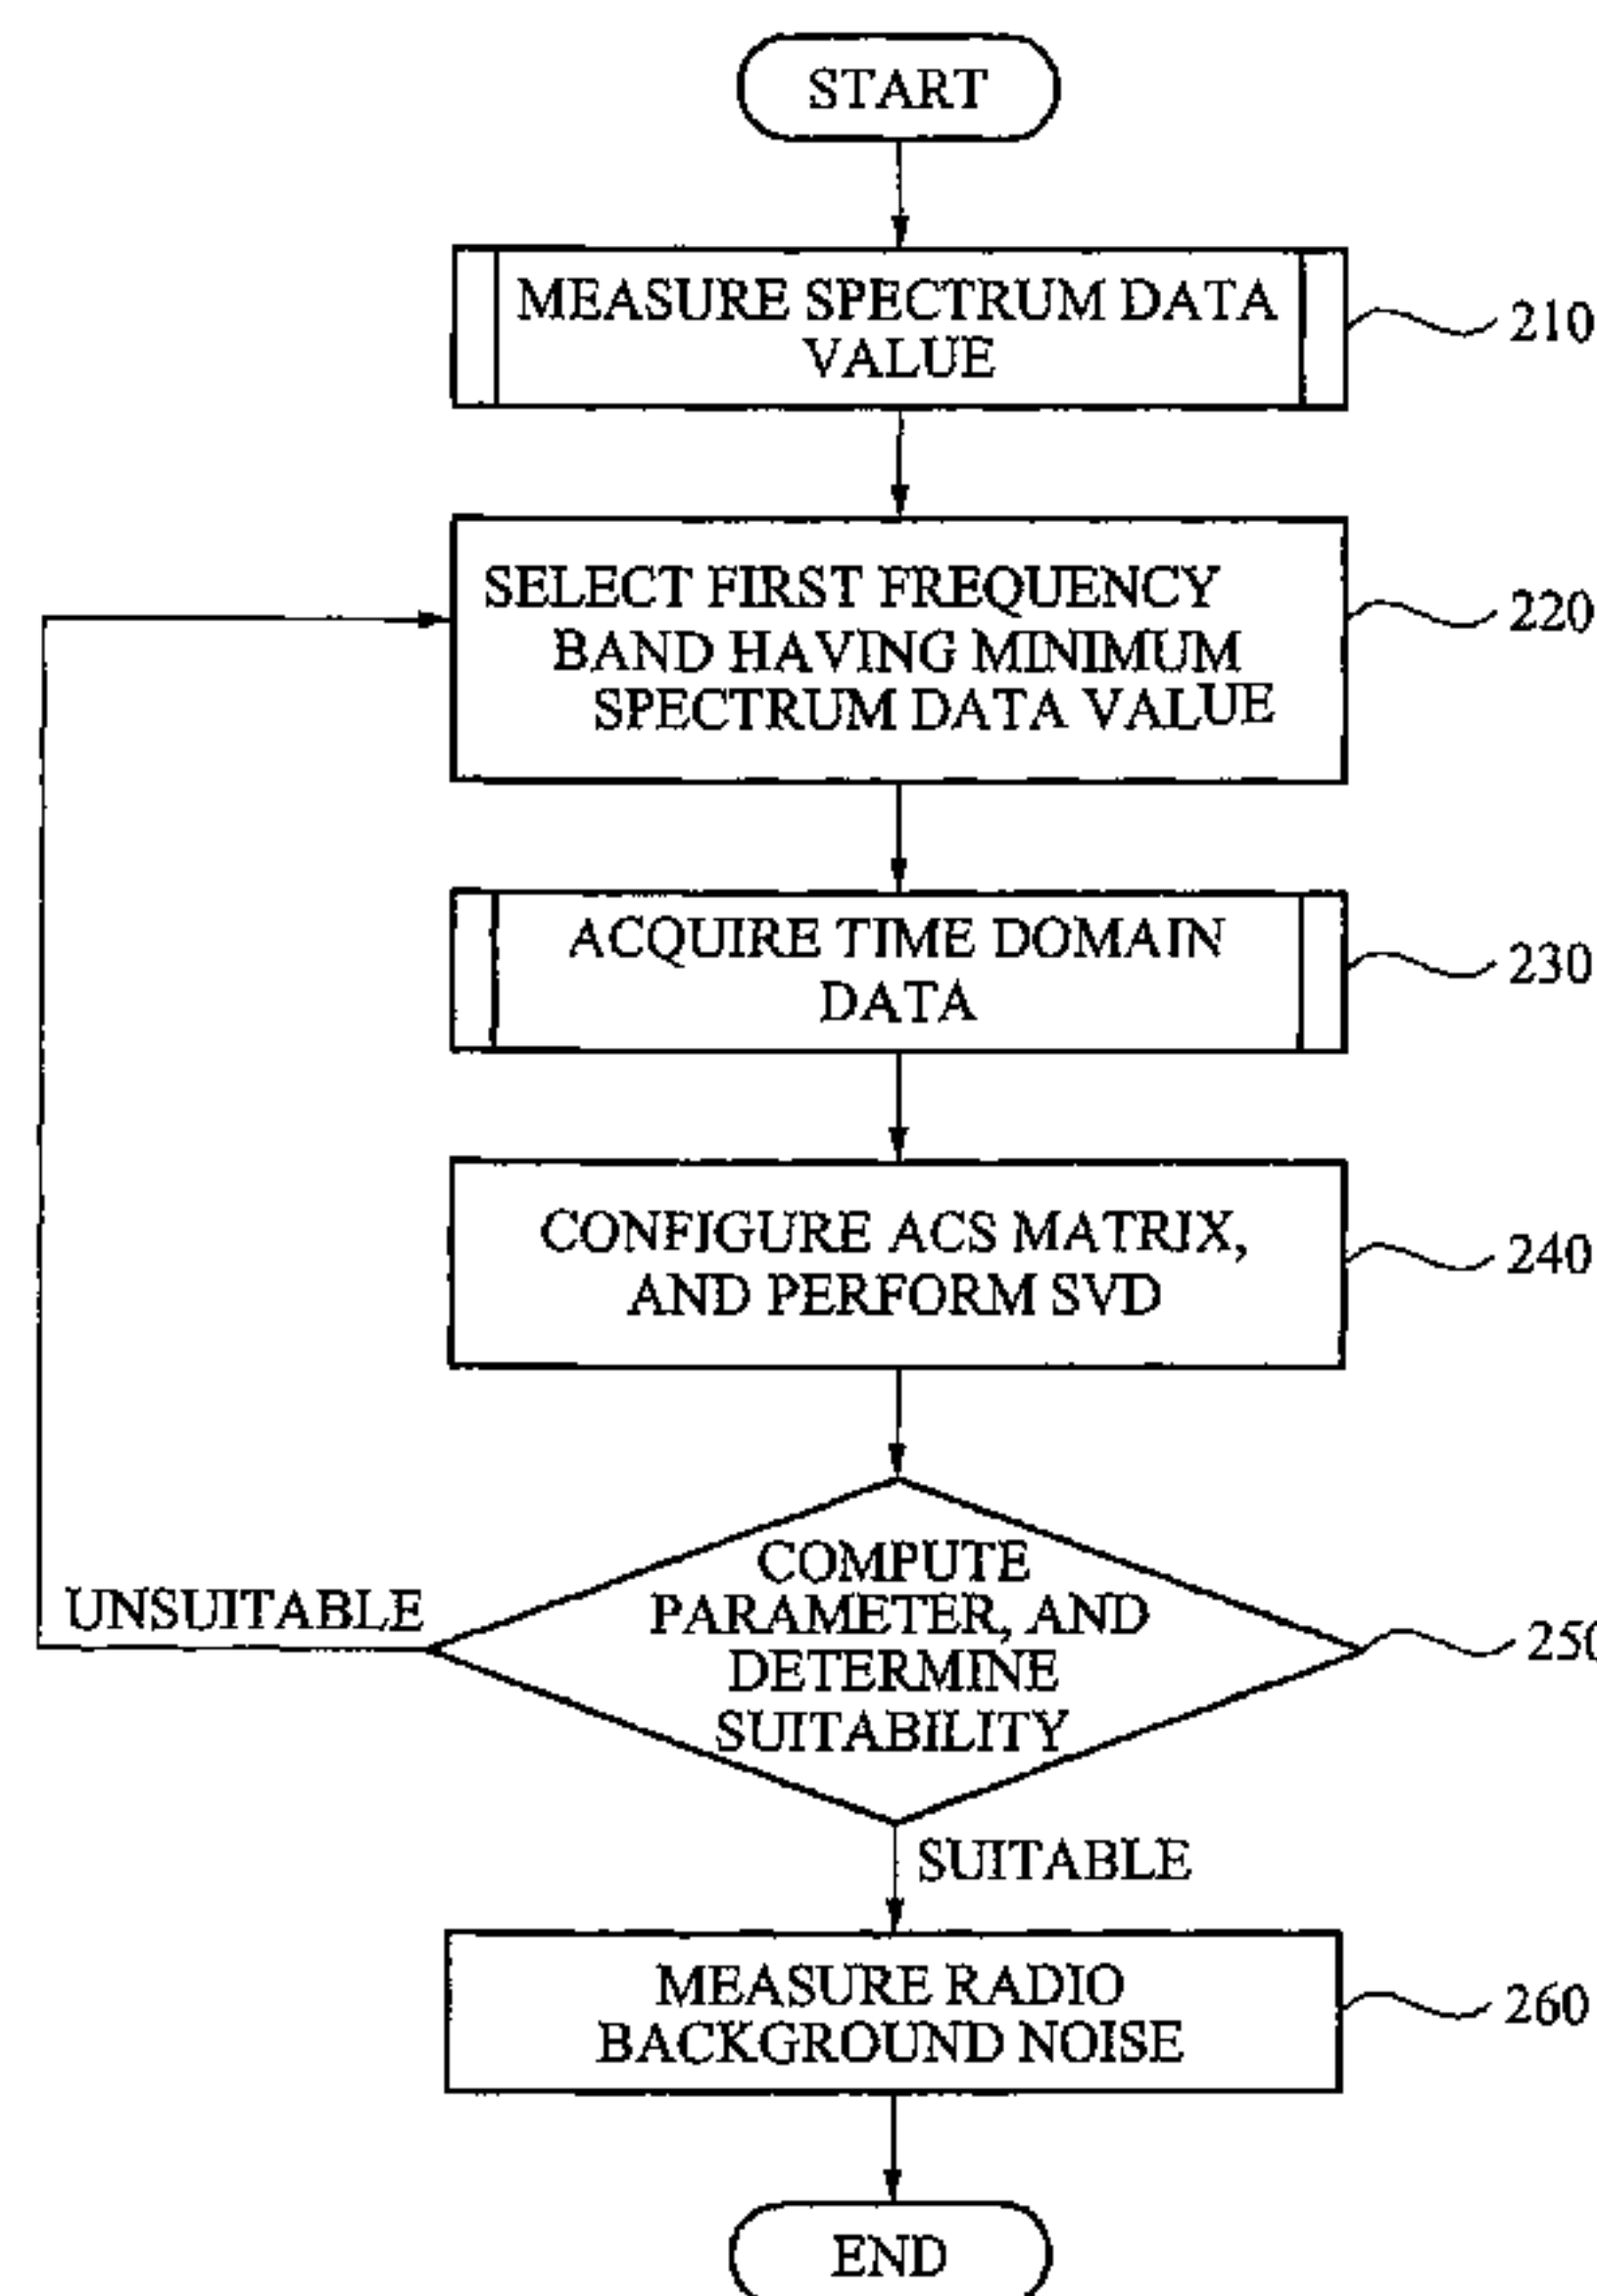 START
MEASURE SPECTRUM DATA
VALUE
210
SELECT FIRST FREQUENCY
BAND HAVING MINIMUM
SPECTRUM DATA VALUE
220
ACQUIRE TIME DOMAIN
DATA
230
CONFIGURE ACS MATRIX,
AND PERFORM SVD
240
COMPUTE
PARAMETER, AND
DETERMINE
SUITABILITY
250
UNSUITABLE
SUITABLE
MEASURE RADIO
BACKGROUND NOISE
260
END